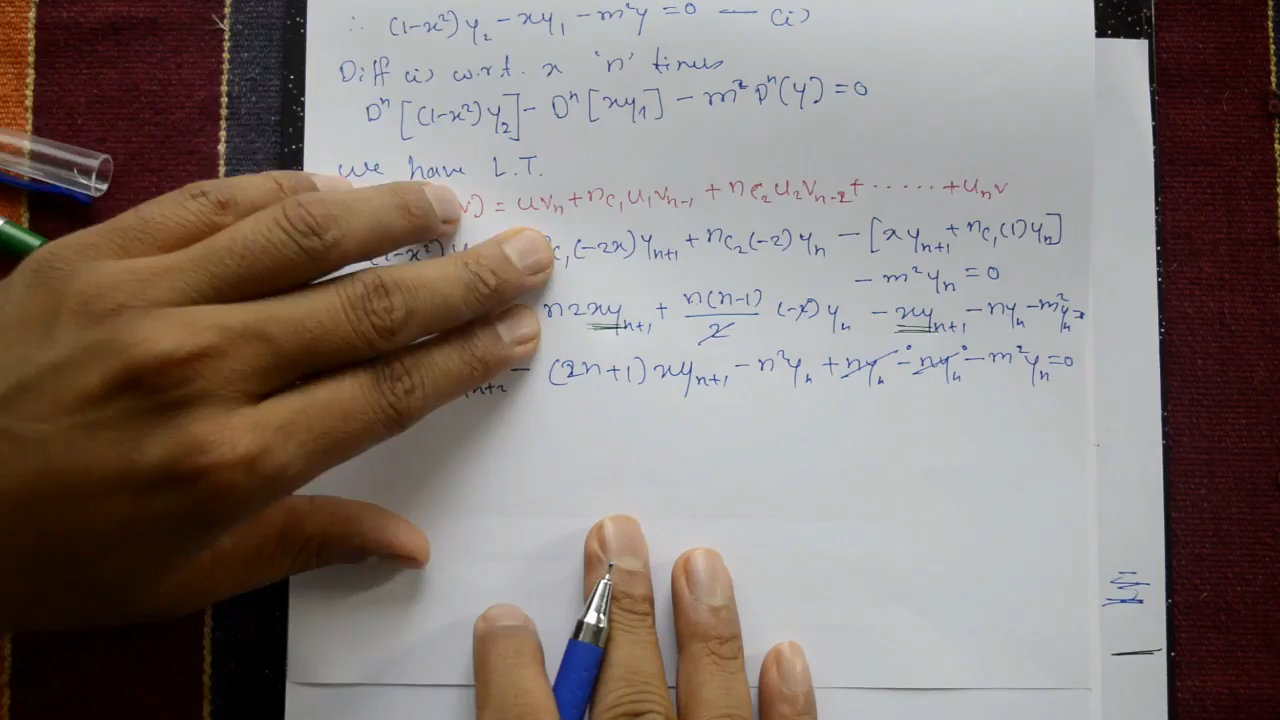 ∴ (1-x²)y₂ - xy₁ - m²y = 0 — (i)
Diff (i) w.r.t. x 'n' times
Dⁿ[(1-x²)y₂] - Dⁿ[xy₁] - m²Dⁿ(y) = 0
we have L.T.
v) = uvₙ + nc₁u₁vₙ₋₁ + nc₂u₂vₙ₋₂ + ...... + uₙv
(1-x²) c₁(-2x)yₙ₊₁ + nc₂(-2)yₙ - [xyₙ₊₁ + nc₁(1)yₙ]
- m²yₙ = 0
n2xyₙ₊₁ + n(n-1)/2 (-2)yₙ - xyₙ₊₁ - nyₙ - m²yₙ =
ₙ₊₂ - (2n+1)xyₙ₊₁ - n²yₙ + nyₙ - nyₙ - m²yₙ = 0